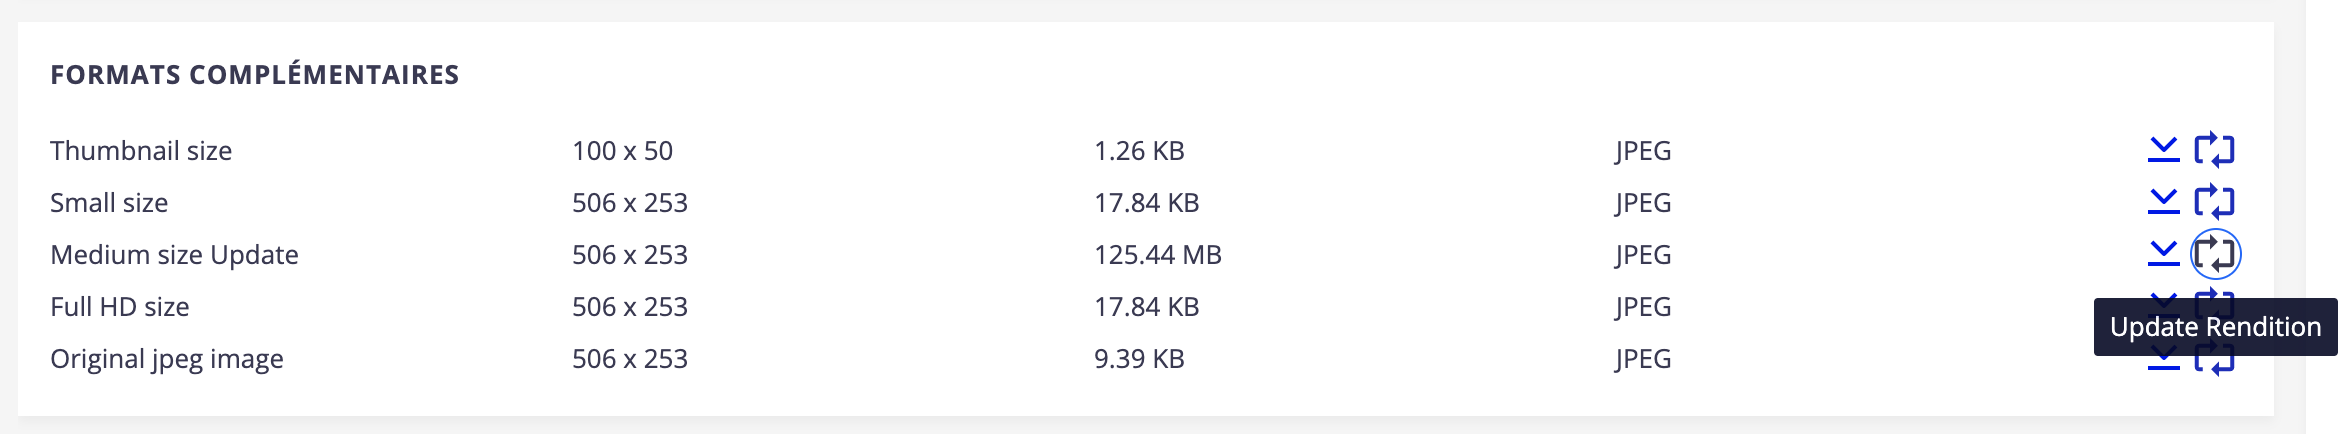 FORMATS COMPLÉMENTAIRES
Thumbnail size 100 x 50 1.26 KB JPEG
Small size 506 x 253 17.84 KB JPEG
Medium size Update 506 x 253 125.44 MB JPEG
Full HD size 506 x 253 17.84 KB JPEG
Update Rendition
Original jpeg image 506 x 253 9.39 KB JPEG